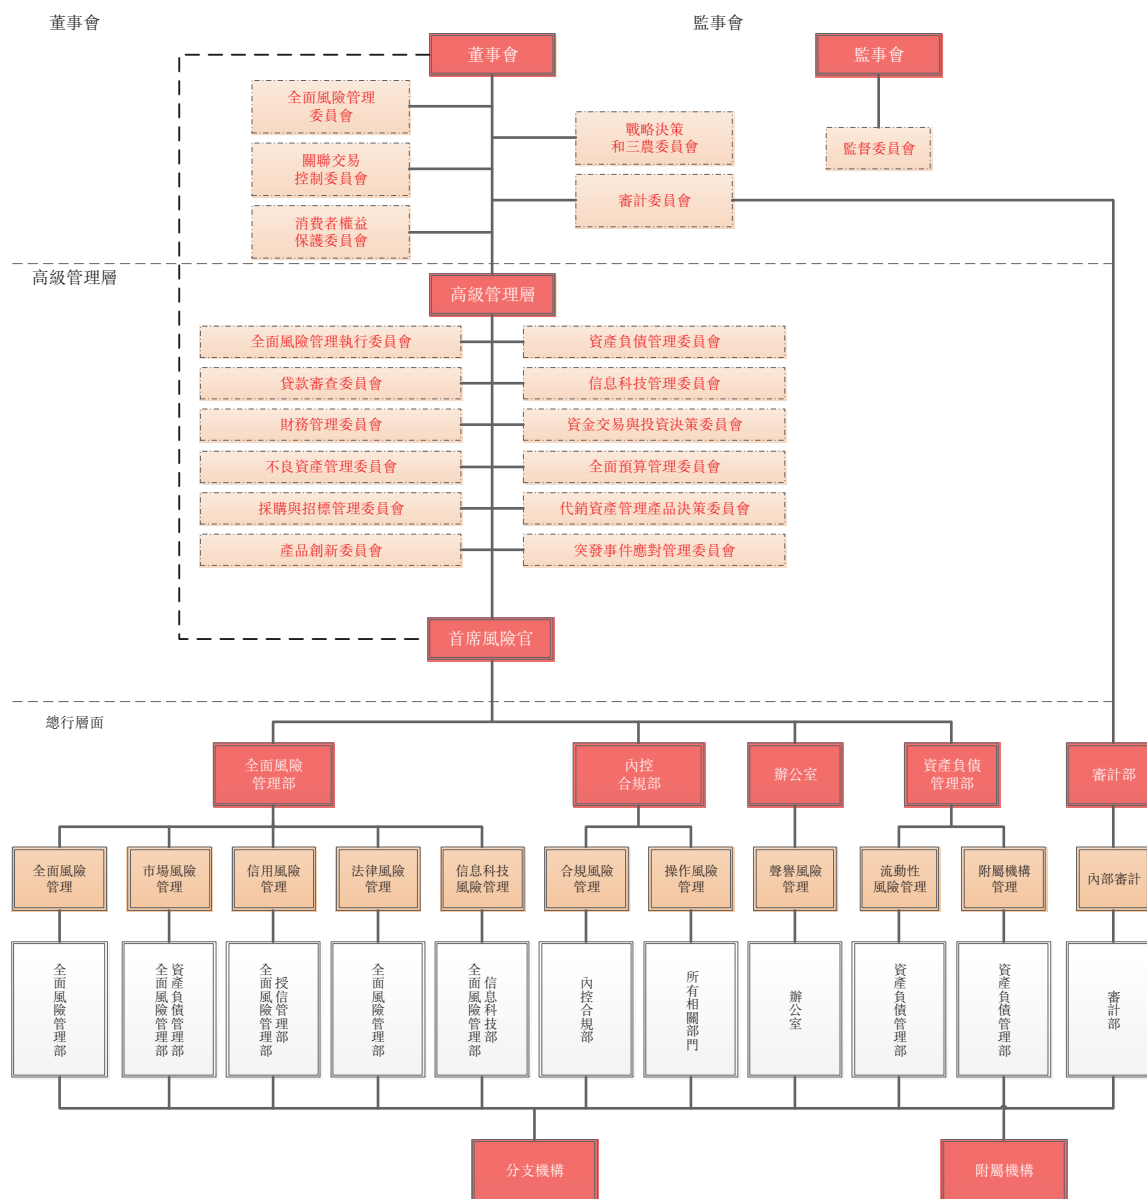 董事會
監事會
董事會
監事會
全面風險管理
委員會
戰略決策
和三農委員會
監督委員會
關聯交易
控制委員會
審計委員會
消費者權益
保護委員會
高級管理層
高級管理層
全面風險管理執行委員會
資產負債管理委員會
貸款審查委員會
信息科技管理委員會
財務管理委員會
資金交易與投資決策委員會
不良資產管理委員會
全面預算管理委員會
採購與招標管理委員會
代銷資產管理產品決策委員會
產品創新委員會
突發事件應對管理委員會
首席風險官
總行層面
全面風險
管理部
內控
合規部
辦公室
資產負債
管理部
審計部
全面風險
管理
市場風險
管理
信用風險
管理
法律風險
管理
信息科技
風險管理
合規風險
管理
操作風險
管理
聲譽風險
管理
流動性
風險管理
附屬機構
管理
內部審計
全面風險管理部
資產負債管理部
全面風險管理部
授信管理部
全面風險管理部
全面風險管理部
信息科技部
全面風險管理部
內控合規部
所有相關部門
辦公室
資產負債管理部
資產負債管理部
審計部
分支機構
附屬機構